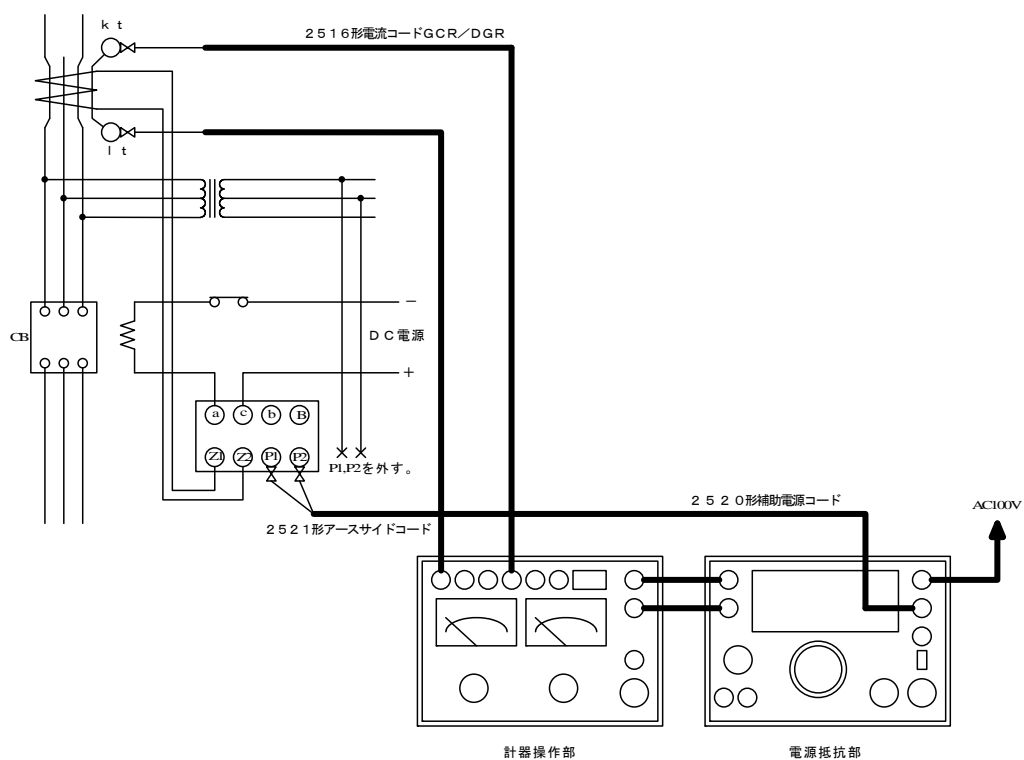 k t
2516形電流コードGCR／DGR
l t
－
CB
DC電源
＋
a c b B
Z1 Z2 P1 P2
P1,P2を外す。
2520形補助電源コード
AC100V
2521形アースサイドコード
計器操作部
電源抵抗部